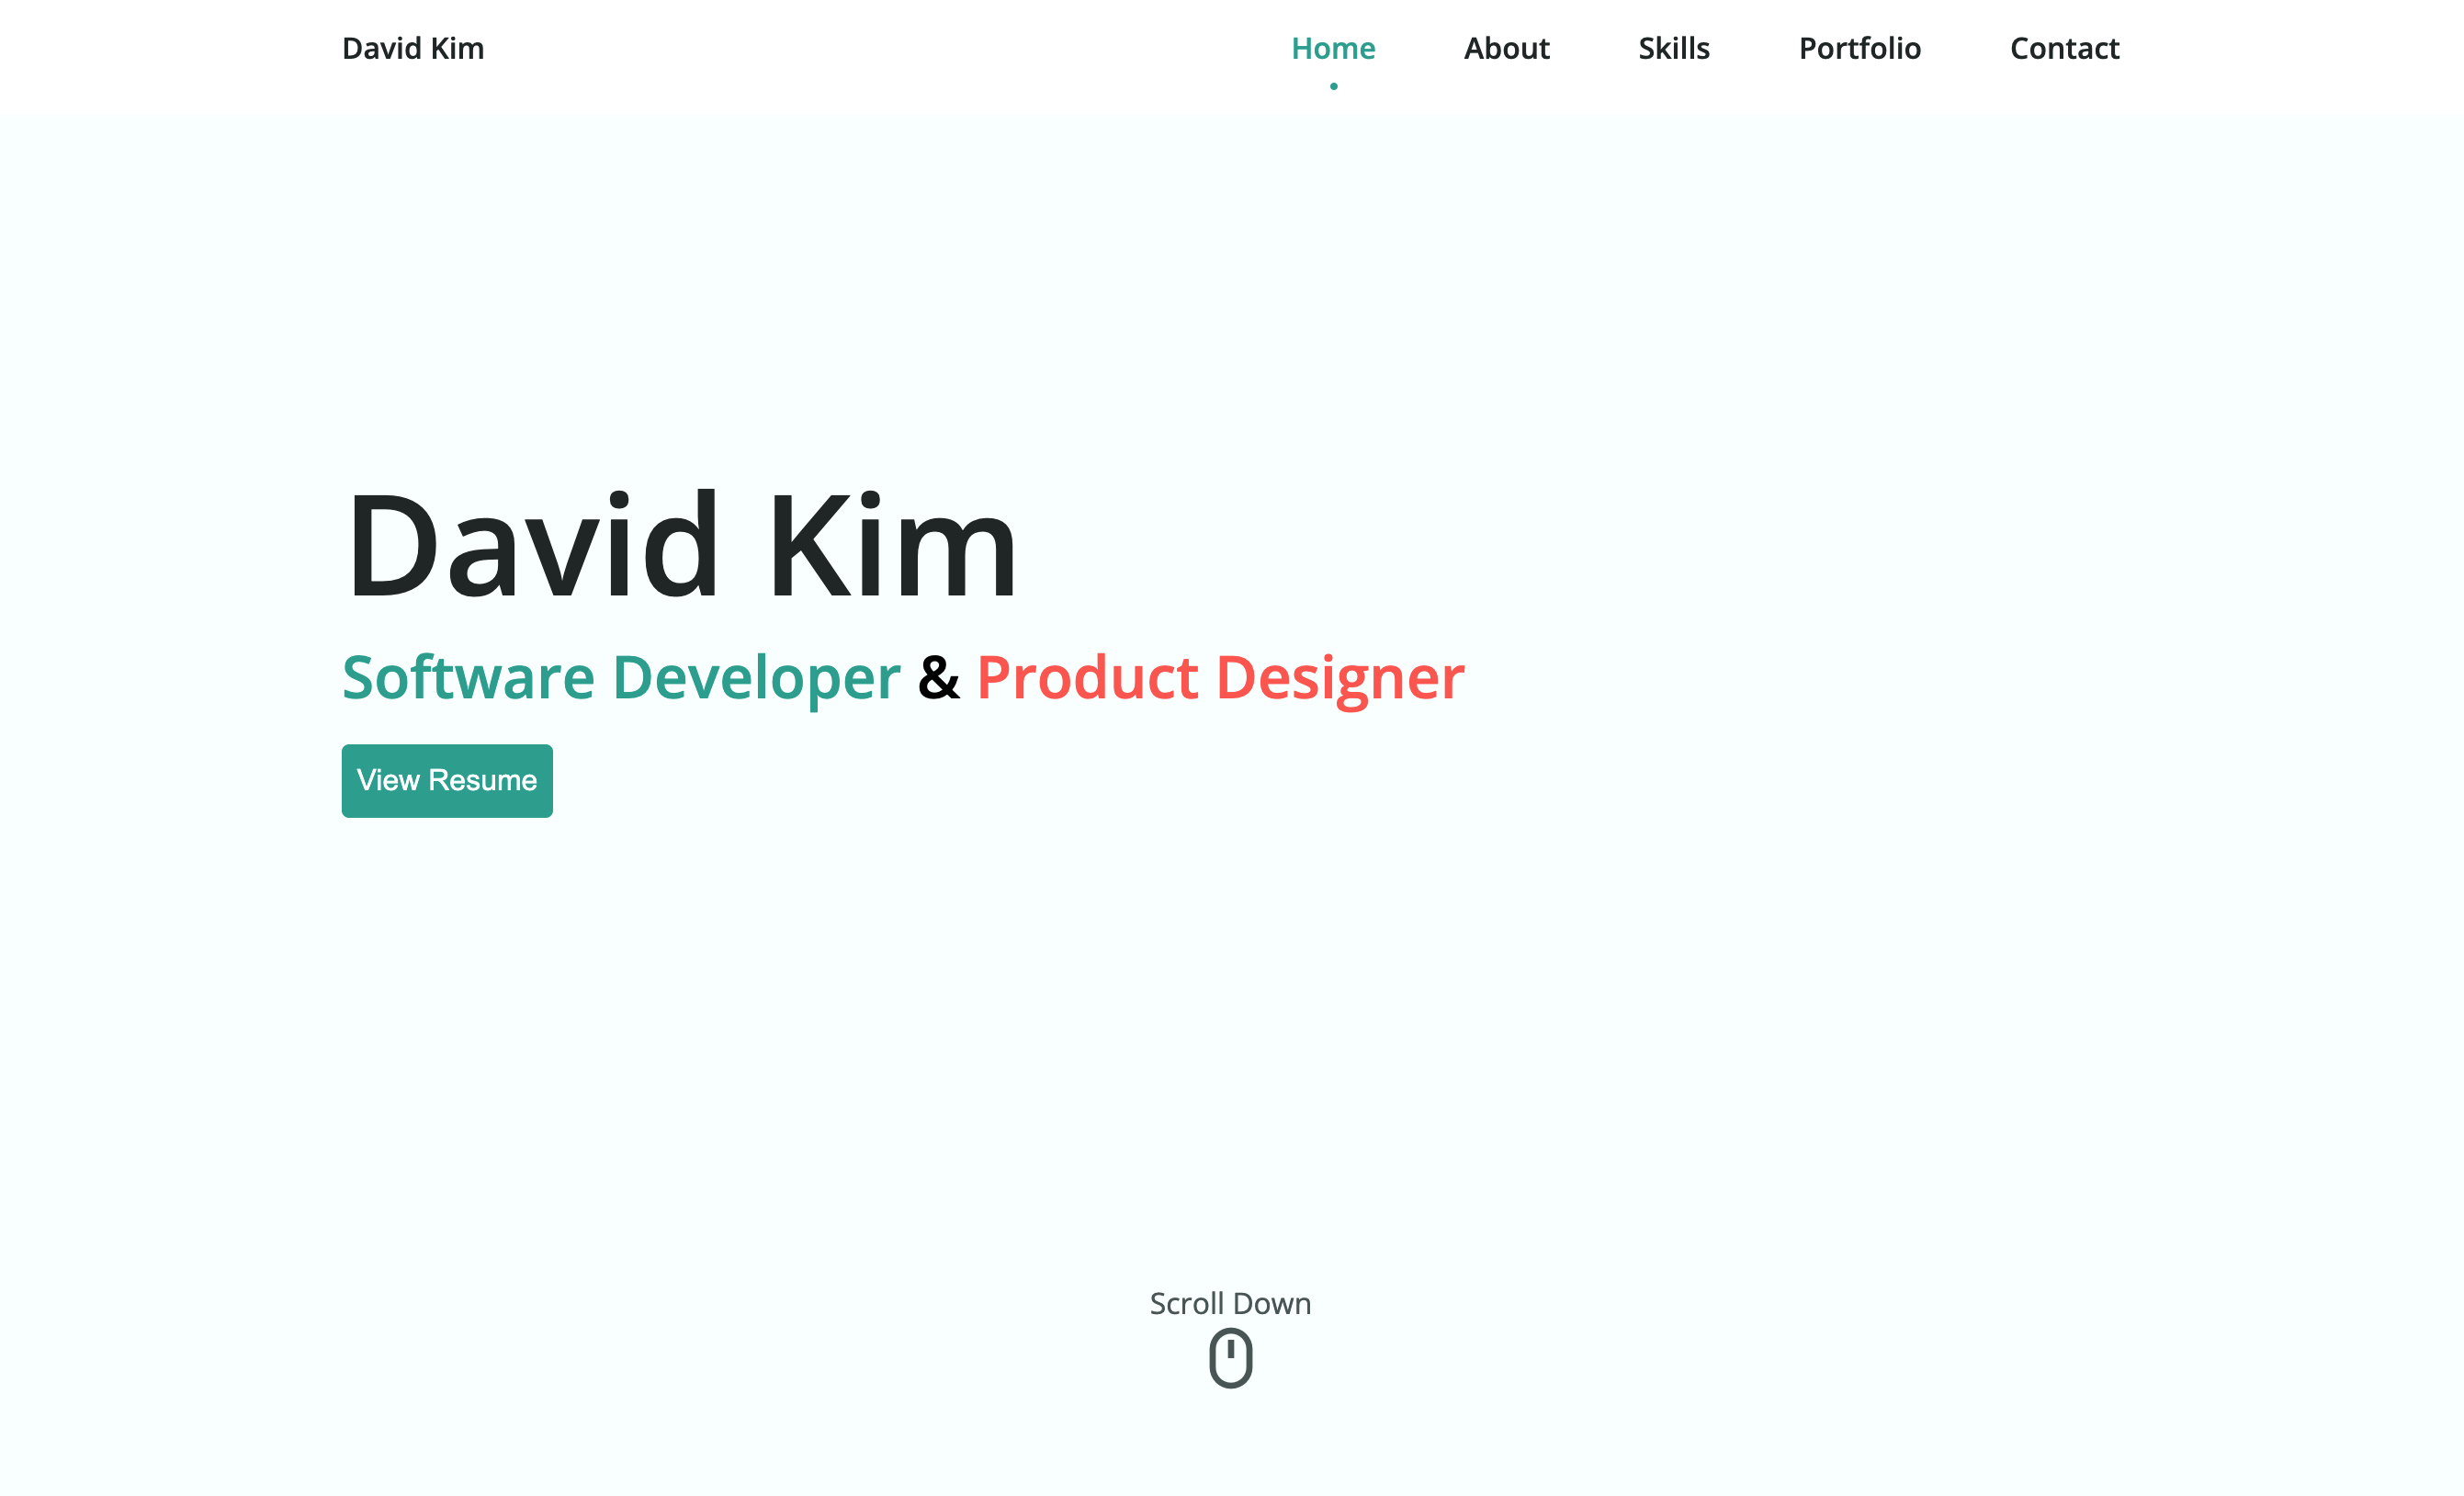 David Kim Home About Skills Portfolio Contact
David Kim
Software Developer & Product Designer
View Resume
Scroll Down